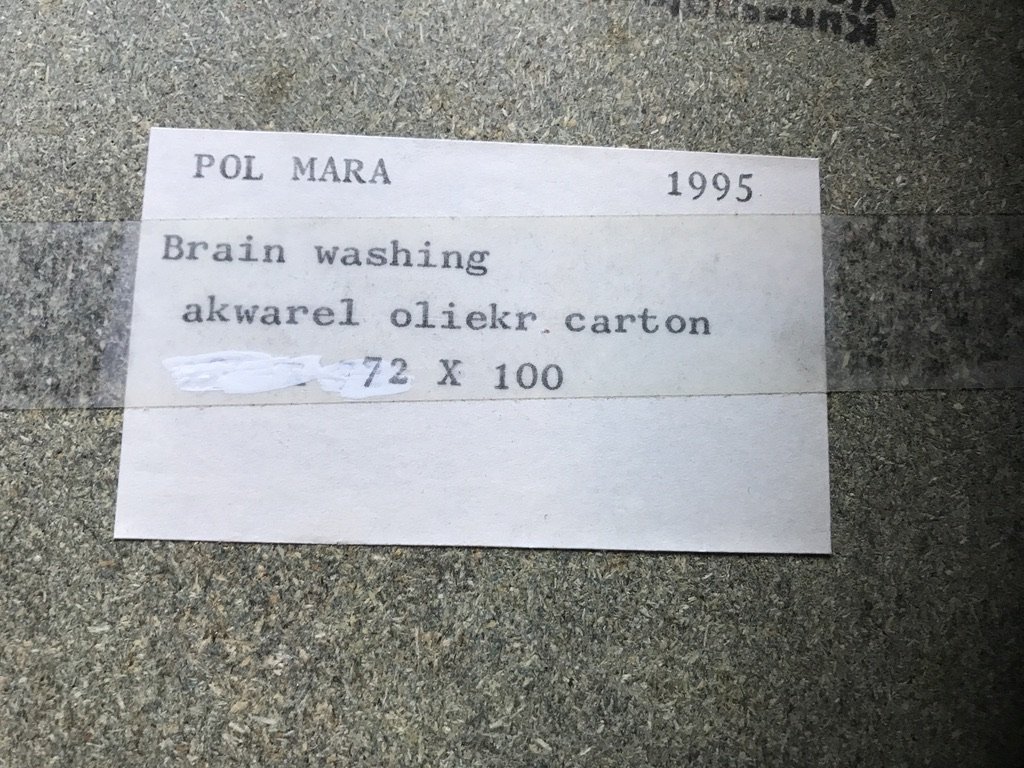 POL MARA 1995
Brain washing
akwarel oliekr. carton
72 X 100